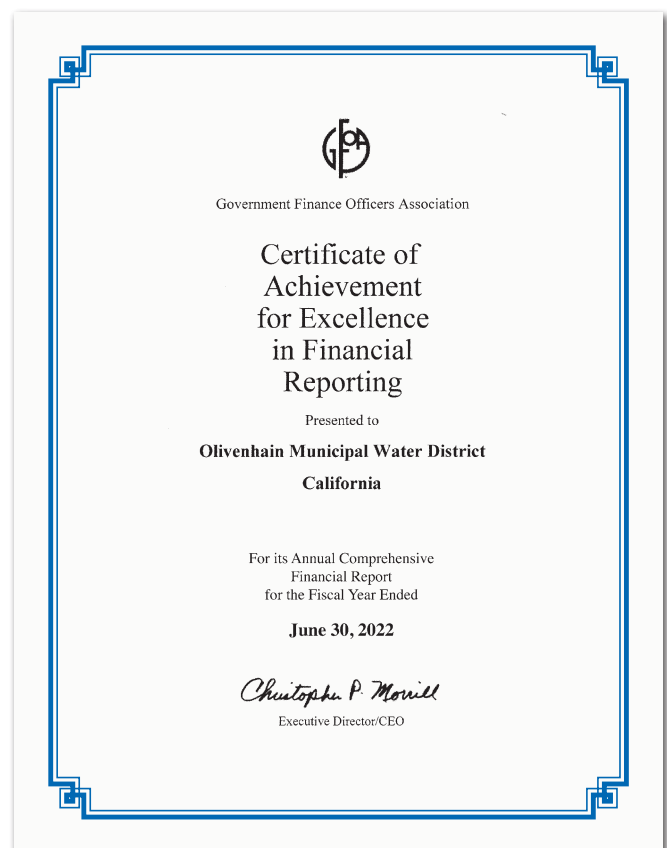 GFOA
Government Finance Officers Association
Certificate of
Achievement
for Excellence
in Financial
Reporting
Presented to
Olivenhain Municipal Water District
California
For its Annual Comprehensive
Financial Report
for the Fiscal Year Ended
June 30, 2022
Christopher P. Morrill
Executive Director/CEO